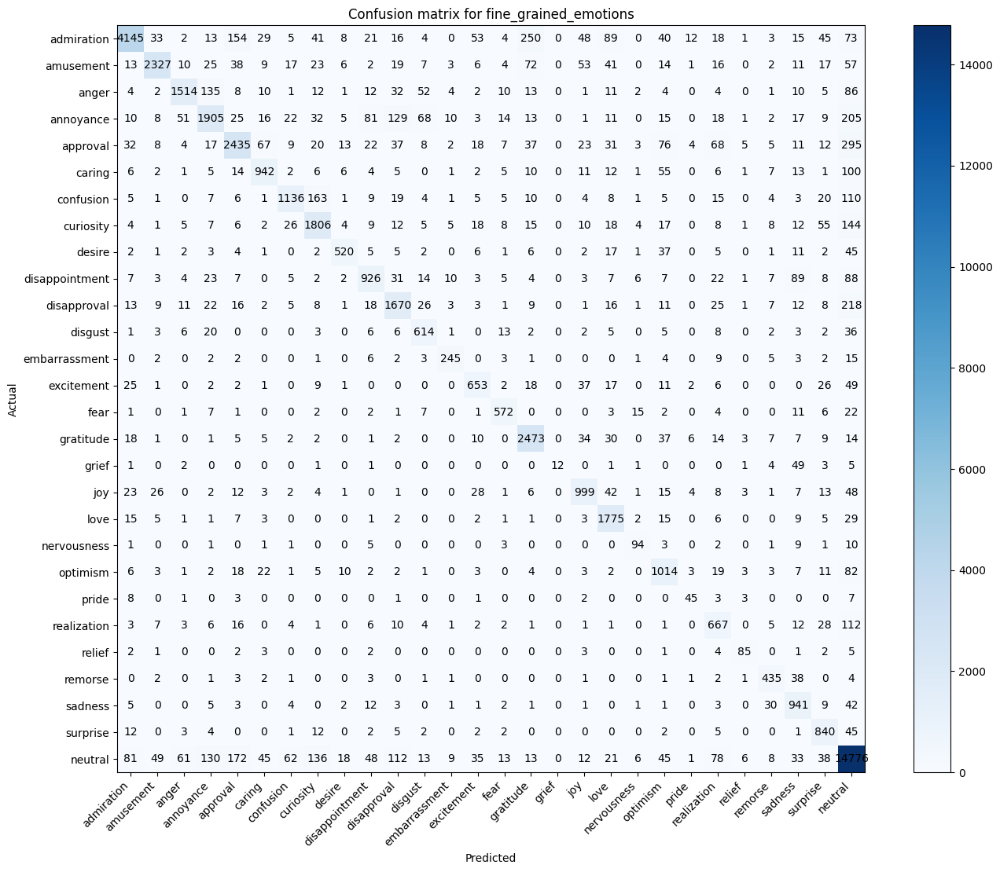 Confusion matrix for fine_grained_emotions
admiration 4145 33 2 13 154 29 5 41 8 21 16 4 0 53 4 250 0 48 89 0 40 12 18 1 3 15 45 73
amusement 13 2327 10 25 38 9 17 23 6 2 19 7 3 6 4 72 0 53 41 0 14 1 16 0 2 11 17 57
anger 4 2 1514 135 8 10 1 12 1 12 32 52 4 2 10 13 0 1 11 2 4 0 4 0 1 10 5 86
annoyance 10 8 51 1905 25 16 22 32 5 81 129 68 10 3 14 13 0 1 11 0 15 0 18 1 2 17 9 205
approval 32 8 4 17 2435 67 9 20 13 22 37 8 2 18 7 37 0 23 31 3 76 4 68 5 5 11 12 295
caring 6 2 1 5 14 942 2 6 6 4 5 0 1 2 5 10 0 11 12 1 55 0 6 1 7 13 1 100
confusion 5 1 0 7 6 1 1136 163 1 9 19 4 1 5 5 10 0 4 8 1 5 0 15 0 4 3 20 110
curiosity 4 1 5 7 6 2 26 1806 4 9 12 5 5 18 8 15 0 10 18 4 17 0 8 1 8 12 55 144
desire 2 1 2 3 4 1 0 2 520 5 5 2 0 6 1 6 0 2 17 1 37 0 5 0 1 11 2 45
disappointment 7 3 4 23 7 0 5 2 2 926 31 14 10 3 5 4 0 3 7 6 7 0 22 1 7 89 8 88
disapproval 13 9 11 22 16 2 5 8 1 18 1670 26 3 3 1 9 0 1 16 1 11 0 25 1 7 12 8 218
disgust 1 3 6 20 0 0 0 3 0 6 6 614 1 0 13 2 0 2 5 0 5 0 8 0 2 3 2 36
embarrassment 0 2 0 2 2 0 0 1 0 6 2 3 245 0 3 1 0 0 0 1 4 0 9 0 5 3 2 15
excitement 25 1 0 2 2 1 0 9 1 0 0 0 0 653 2 18 0 37 17 0 11 2 6 0 0 0 26 49
fear 1 0 1 7 1 0 0 2 0 2 1 7 0 1 572 0 0 0 3 15 2 0 4 0 0 11 6 22
gratitude 18 1 0 1 5 5 2 2 0 1 2 0 0 10 0 2473 0 34 30 0 37 6 14 3 7 7 9 14
grief 1 0 2 0 0 0 0 1 0 1 0 0 0 0 0 0 12 0 1 1 0 0 0 1 4 49 3 5
joy 23 26 0 2 12 3 2 4 1 0 1 0 0 28 1 6 0 999 42 1 15 4 8 3 1 7 13 48
love 15 5 1 1 7 3 0 0 0 1 2 0 0 2 1 1 0 3 1775 2 15 0 6 0 0 9 5 29
nervousness 1 0 0 1 0 1 1 0 0 5 0 0 0 0 3 0 0 0 0 94 3 0 2 0 1 9 1 10
optimism 6 3 1 2 18 22 1 5 10 2 2 1 0 3 0 4 0 3 2 0 1014 3 19 3 3 7 11 82
pride 8 0 1 0 3 0 0 0 0 0 1 0 0 1 0 0 0 2 0 0 0 45 3 3 0 0 0 7
realization 3 7 3 6 16 0 4 1 0 6 10 4 1 2 2 1 0 1 1 0 1 0 667 0 5 12 28 112
relief 2 1 0 0 2 3 0 0 0 2 0 0 0 0 0 0 0 3 0 0 1 0 4 85 0 1 2 5
remorse 0 2 0 1 3 2 1 0 0 3 0 1 1 0 0 0 0 1 0 0 1 1 2 1 435 38 0 4
sadness 5 0 0 5 3 0 4 0 2 12 3 0 1 1 2 1 0 1 0 1 1 0 3 0 30 941 9 42
surprise 12 0 3 4 0 0 1 12 0 2 5 2 0 2 2 0 0 0 0 0 2 0 5 0 0 1 840 45
neutral 81 49 61 130 172 45 62 136 18 48 112 13 9 35 13 13 0 12 21 6 45 1 78 6 8 33 38 14776
admiration amusement anger annoyance approval caring confusion curiosity desire disappointment disapproval disgust embarrassment excitement fear gratitude grief joy love nervousness optimism pride realization relief remorse sadness surprise neutral
Actual
Predicted
14000
12000
10000
8000
6000
4000
2000
0